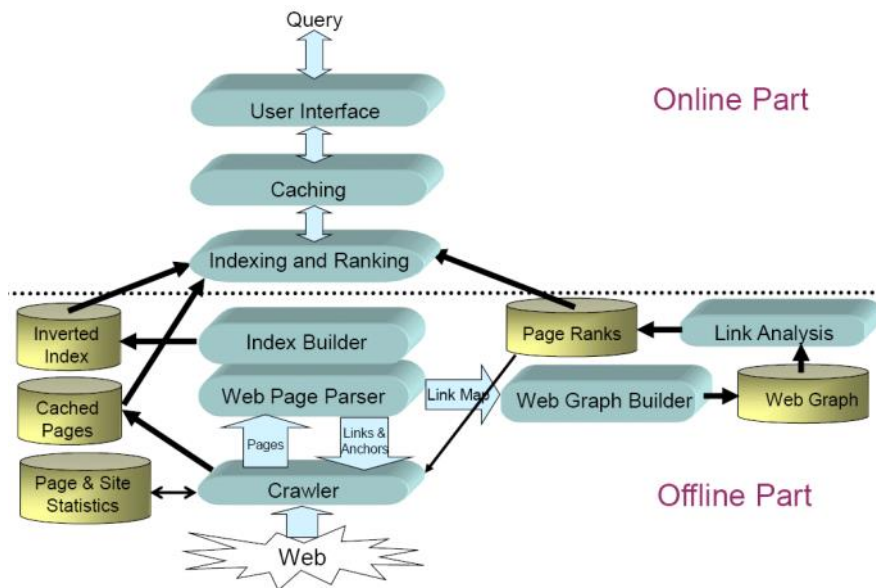 Query
User Interface
Online Part
Caching
Indexing and Ranking
Inverted
Index
Index Builder
Page Ranks
Link Analysis
Cached
Pages
Web Page Parser
Link Map
Web Graph Builder
Web Graph
Pages
Links &
Anchors
Page & Site
Statistics
Crawler
Offline Part
Web